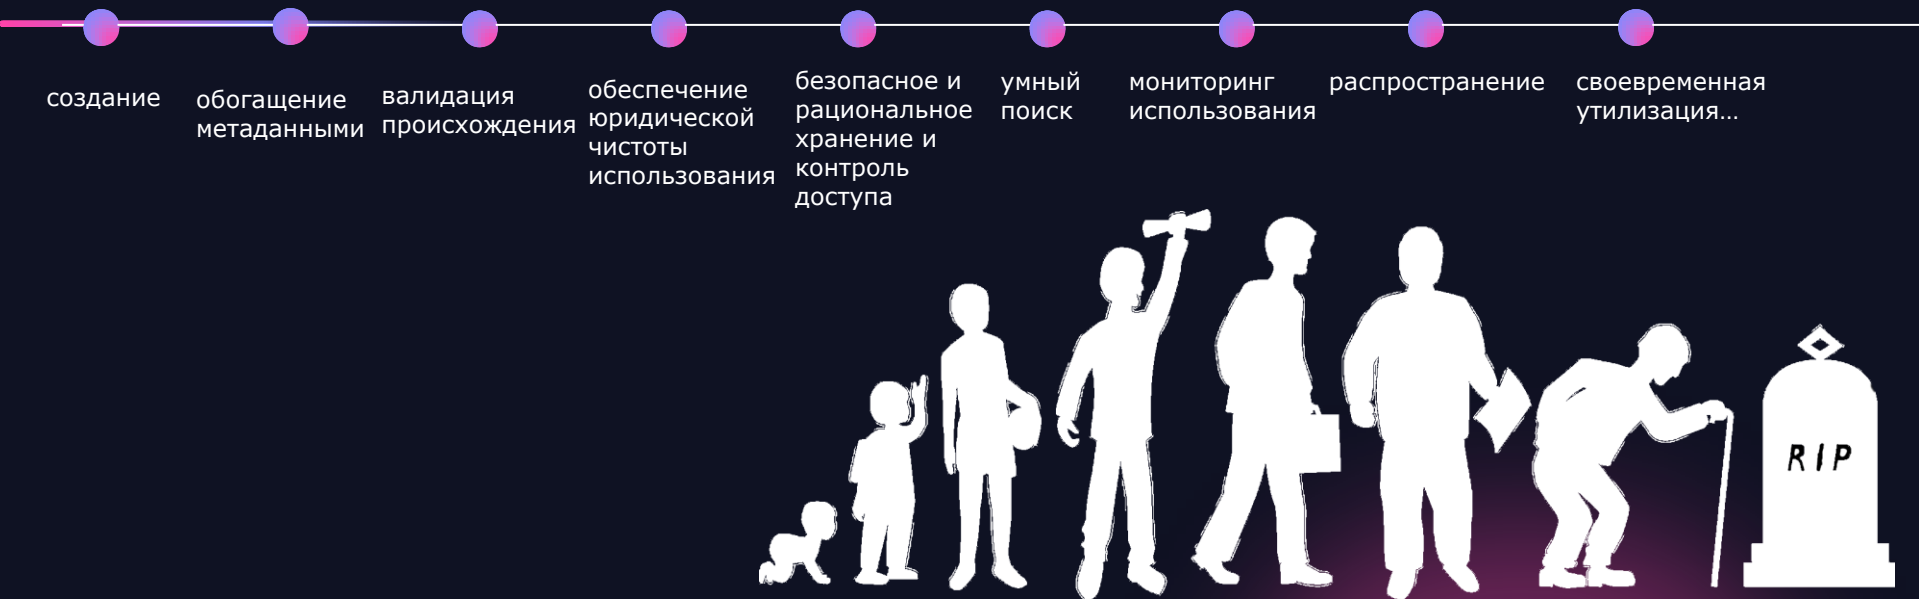 создание
обогащение
метаданными
валидация
происхождения
обеспечение
юридической
чистоты
использования
безопасное и
рациональное
хранение и
контроль
доступа
умный
поиск
мониторинг
использования
распространение
своевременная
утилизация...
RIP